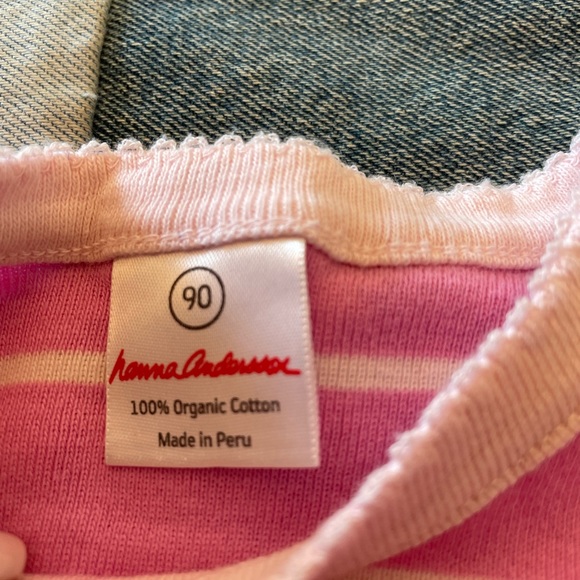 90
hanna Andersson
100% Organic Cotton
Made in Peru